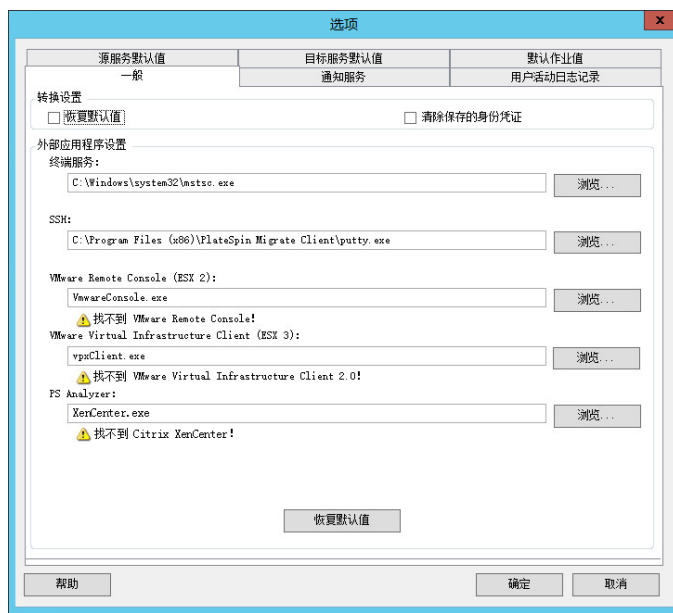 选项
x
源服务默认值 目标服务默认值 默认作业值
一般 通知服务 用户活动日志记录
转换设置
恢复默认值 清除保存的身份凭证
外部应用程序设置
终端服务:
C:\Windows\system32\mstsc.exe 浏览...
SSH:
C:\Program Files (x86)\PlateSpin Migrate Client\putty.exe 浏览...
VMware Remote Console (ESX 2):
VmwareConsole.exe 浏览...
找不到 VMware Remote Console!
VMware Virtual Infrastructure Client (ESX 3):
vpxClient.exe 浏览...
找不到 VMware Virtual Infrastructure Client 2.0!
PS Analyzer:
XenCenter.exe 浏览...
找不到 Citrix XenCenter!
恢复默认值
帮助 确定 取消